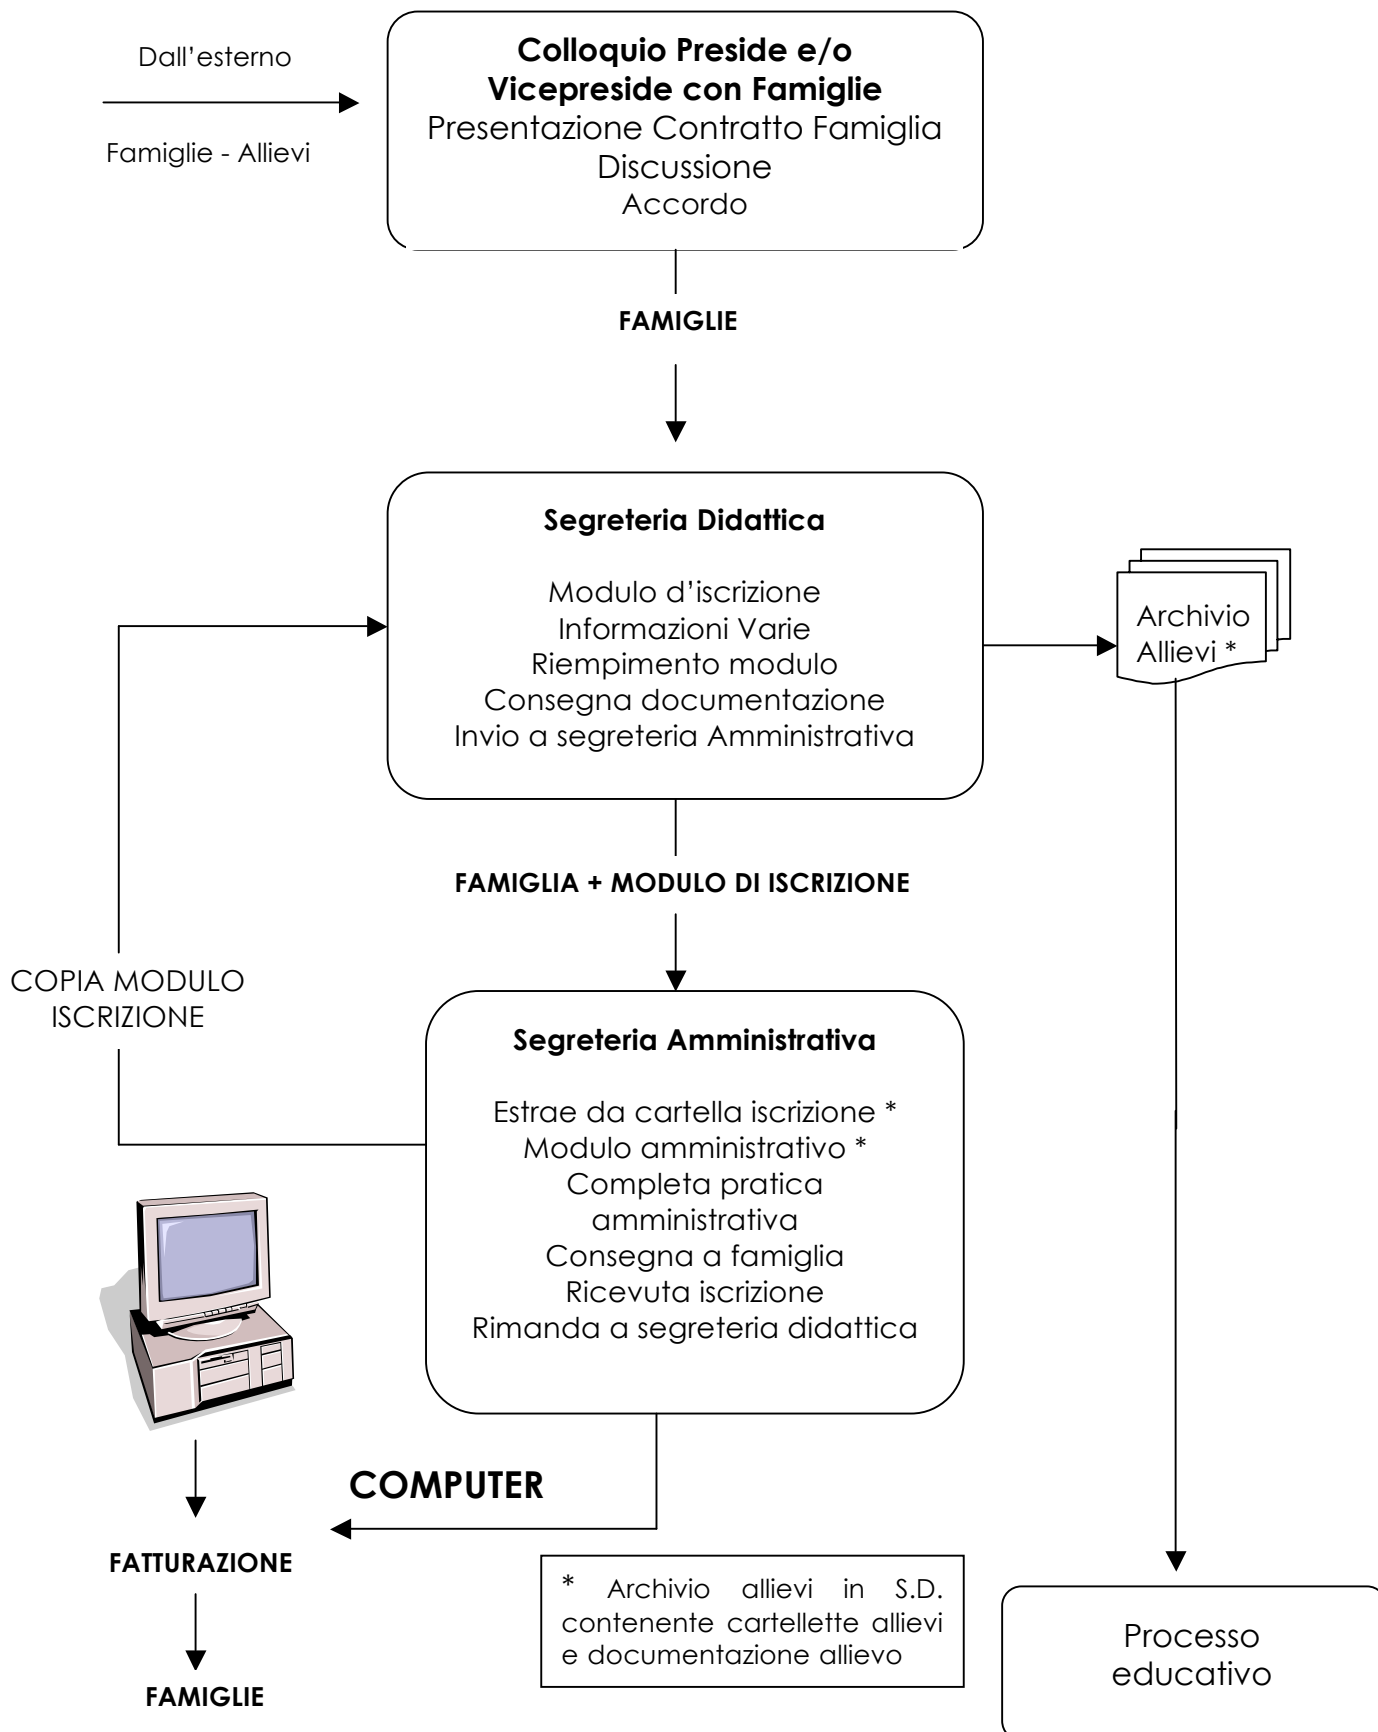 Dall'esterno
Famiglie - Allievi
Colloquio Preside e/o
Vicepreside con Famiglie
Presentazione Contratto Famiglia
Discussione
Accordo
FAMIGLIE
Segreteria Didattica
Modulo d'iscrizione
Informazioni Varie
Riempimento modulo
Consegna documentazione
Invio a segreteria Amministrativa
Archivio
Allievi *
FAMIGLIA + MODULO DI ISCRIZIONE
COPIA MODULO
ISCRIZIONE
Segreteria Amministrativa
Estrae da cartella iscrizione *
Modulo amministrativo *
Completa pratica
amministrativa
Consegna a famiglia
Ricevuta iscrizione
Rimanda a segreteria didattica
COMPUTER
FATTURAZIONE
FAMIGLIE
* Archivio allievi in S.D.
contenente cartellette allievi
e documentazione allievo
Processo
educativo